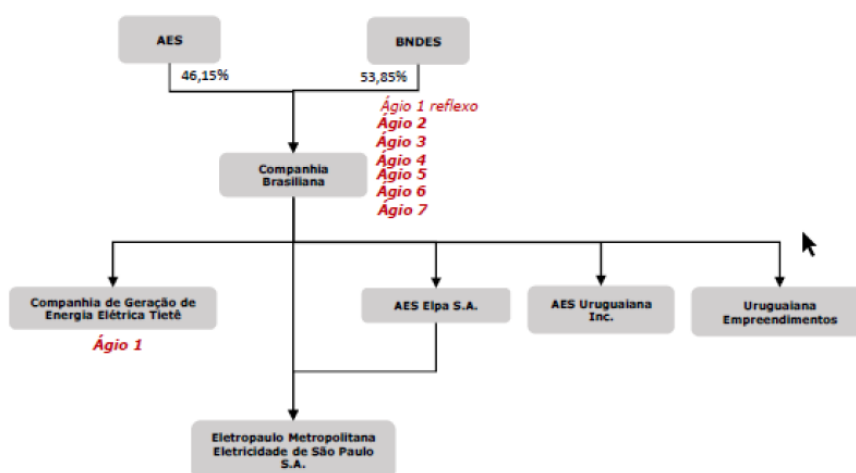 AES
BNDES
46,15%
53,85%
Ágio 1 reflexo
Ágio 2
Ágio 3
Ágio 4
Ágio 5
Ágio 6
Ágio 7
Companhia
Brasiliana
Companhia de Geração de
Energia Elétrica Tietê
Ágio 1
AES Elpa S.A.
AES Uruguaiana
Inc.
Uruguaiana
Empreendimentos
Eletropaulo Metropolitana
Eletricidade de São Paulo
S.A.